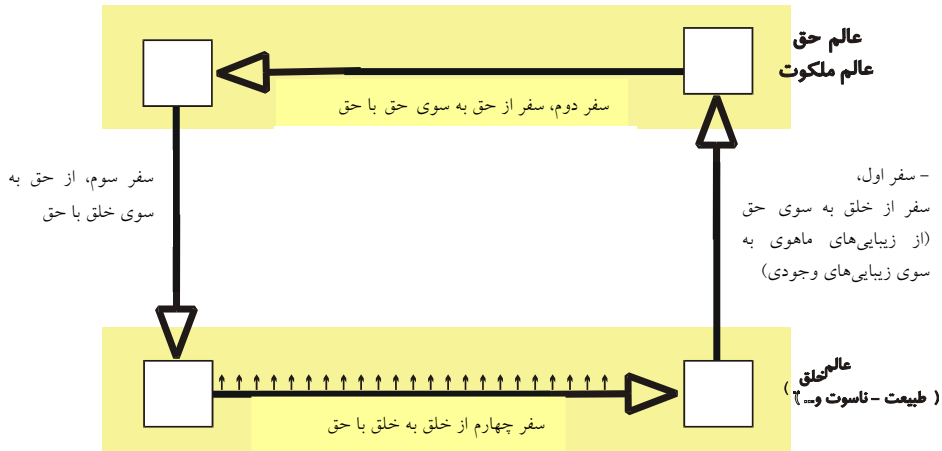 عالم حق
عالم ملکوت
سفر دوم، سفر از حق به سوی حق با حق
– سفر اول،
سفر از خلق به سوی حق
(از زیبایی‌های ماهوی به
سوی زیبایی‌های وجودی)
سفر سوم، از حق به
سوی خلق با حق
عالم خلق
( طبیعت – ناسوت و... )
سفر چهارم از خلق به خلق با حق